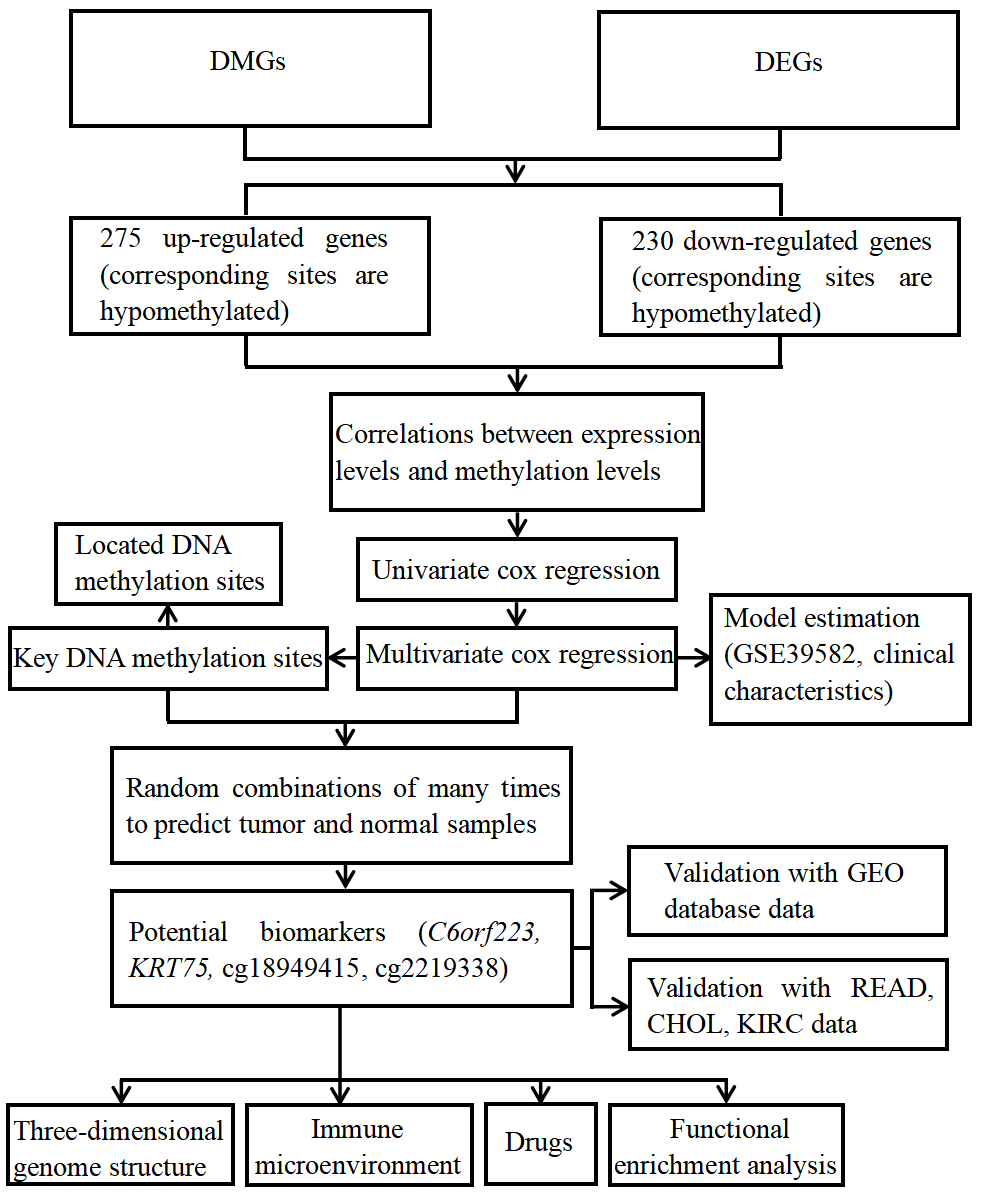 DMGs
DEGs
275 up-regulated genes
(corresponding sites are
hypomethylated)
230 down-regulated genes
(corresponding sites are
hypomethylated)
Correlations between expression
levels and methylation levels
Located DNA
methylation sites
Univariate cox regression
Key DNA methylation sites
Multivariate cox regression
Model estimation
(GSE39582, clinical
characteristics)
Random combinations of many times
to predict tumor and normal samples
Potential biomarkers (C6orf223,
KRT75, cg18949415, cg2219338)
Validation with GEO
database data
Validation with READ,
CHOL, KIRC data
Three-dimensional
genome structure
Immune
microenvironment
Drugs
Functional
enrichment analysis